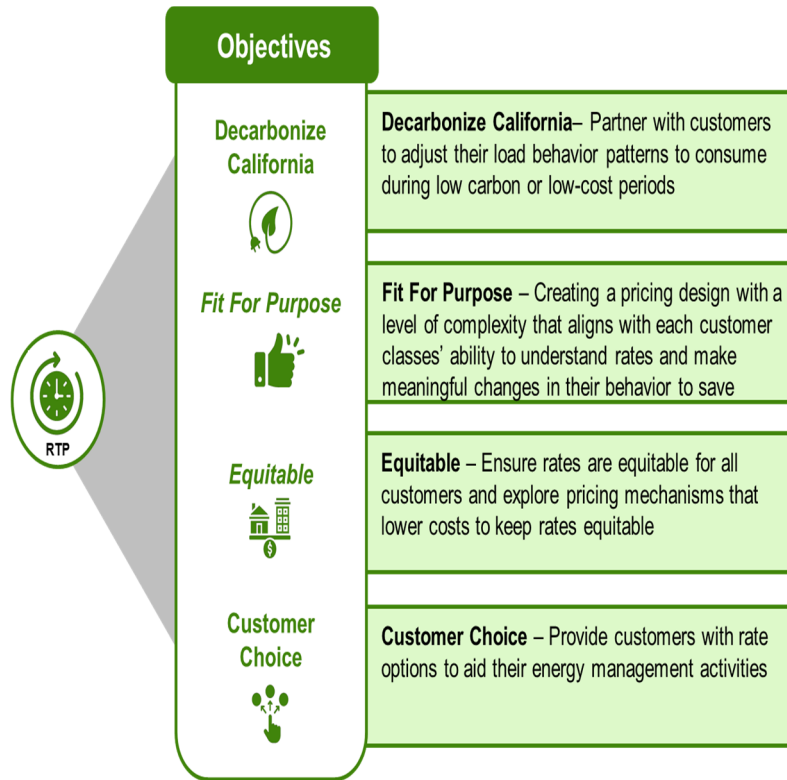 Objectives
Decarbonize
California
Decarbonize California– Partner with customers
to adjust their load behavior patterns to consume
during low carbon or low-cost periods
Fit For Purpose
Fit For Purpose – Creating a pricing design with a
level of complexity that aligns with each customer
classes' ability to understand rates and make
meaningful changes in their behavior to save
RTP
Equitable
Equitable – Ensure rates are equitable for all
customers and explore pricing mechanisms that
lower costs to keep rates equitable
Customer
Choice
Customer Choice – Provide customers with rate
options to aid their energy management activities